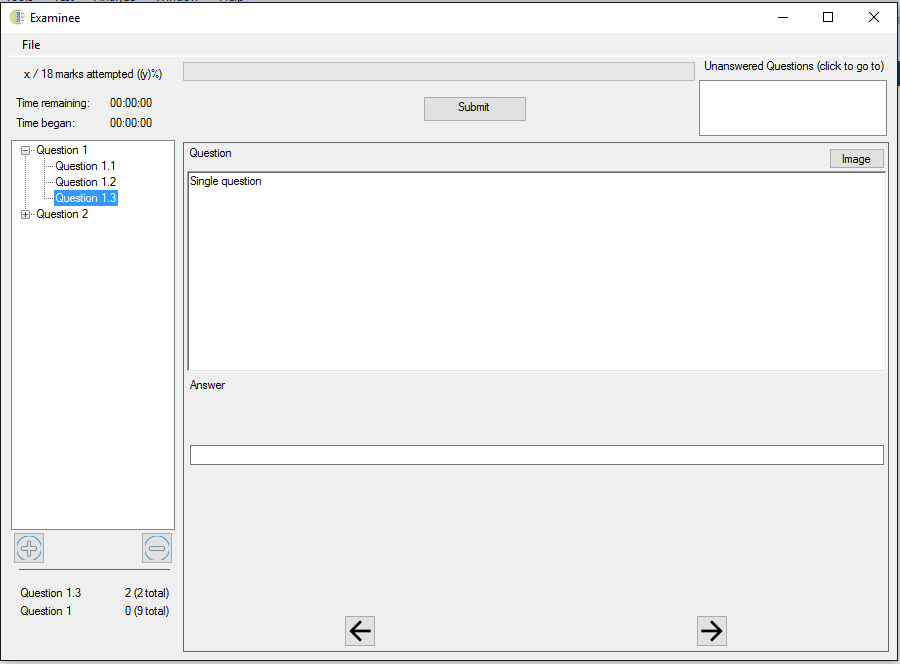 Examinee
File
x / 18 marks attempted ((y)%)
Unanswered Questions (click to go to)
Time remaining: 00:00:00
Time began: 00:00:00
Submit
Question 1
Question 1.1
Question 1.2
Question 1.3
Question 2
Question
Image
Single question
Answer
Question 1.3 2 (2 total)
Question 1 0 (9 total)